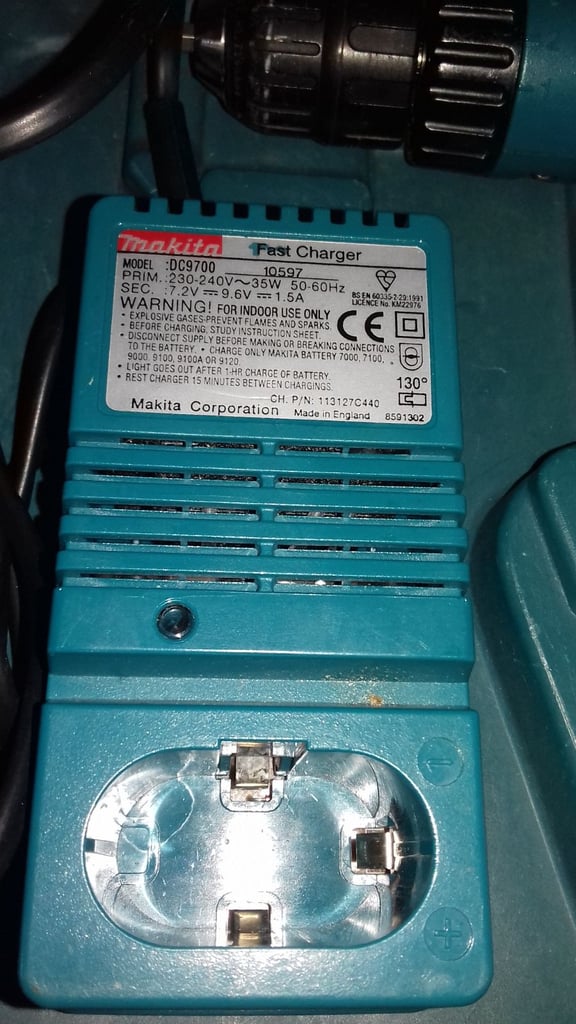 makita Fast Charger
MODEL :DC9700 10597
PRIM.:230-240V~35W 50-60Hz
SEC. :7.2V ⎓ 9.6V ⎓ 1.5A
BS EN 60335-2-29:1991
LICENCE No. KM22976
WARNING! FOR INDOOR USE ONLY
• EXPLOSIVE GASES-PREVENT FLAMES AND SPARKS.
• BEFORE CHARGING, STUDY INSTRUCTION SHEET.
• DISCONNECT SUPPLY BEFORE MAKING OR BREAKING CONNECTIONS
TO THE BATTERY. • CHARGE ONLY MAKITA BATTERY 7000, 7100,
9000, 9100, 9100A OR 9120.
• LIGHT GOES OUT AFTER 1-HR CHARGE OF BATTERY.
• REST CHARGER 15 MINUTES BETWEEN CHARGINGS.
CE
130°
CH. P/N: 113127C440
Makita Corporation Made in England 8591302
−
+